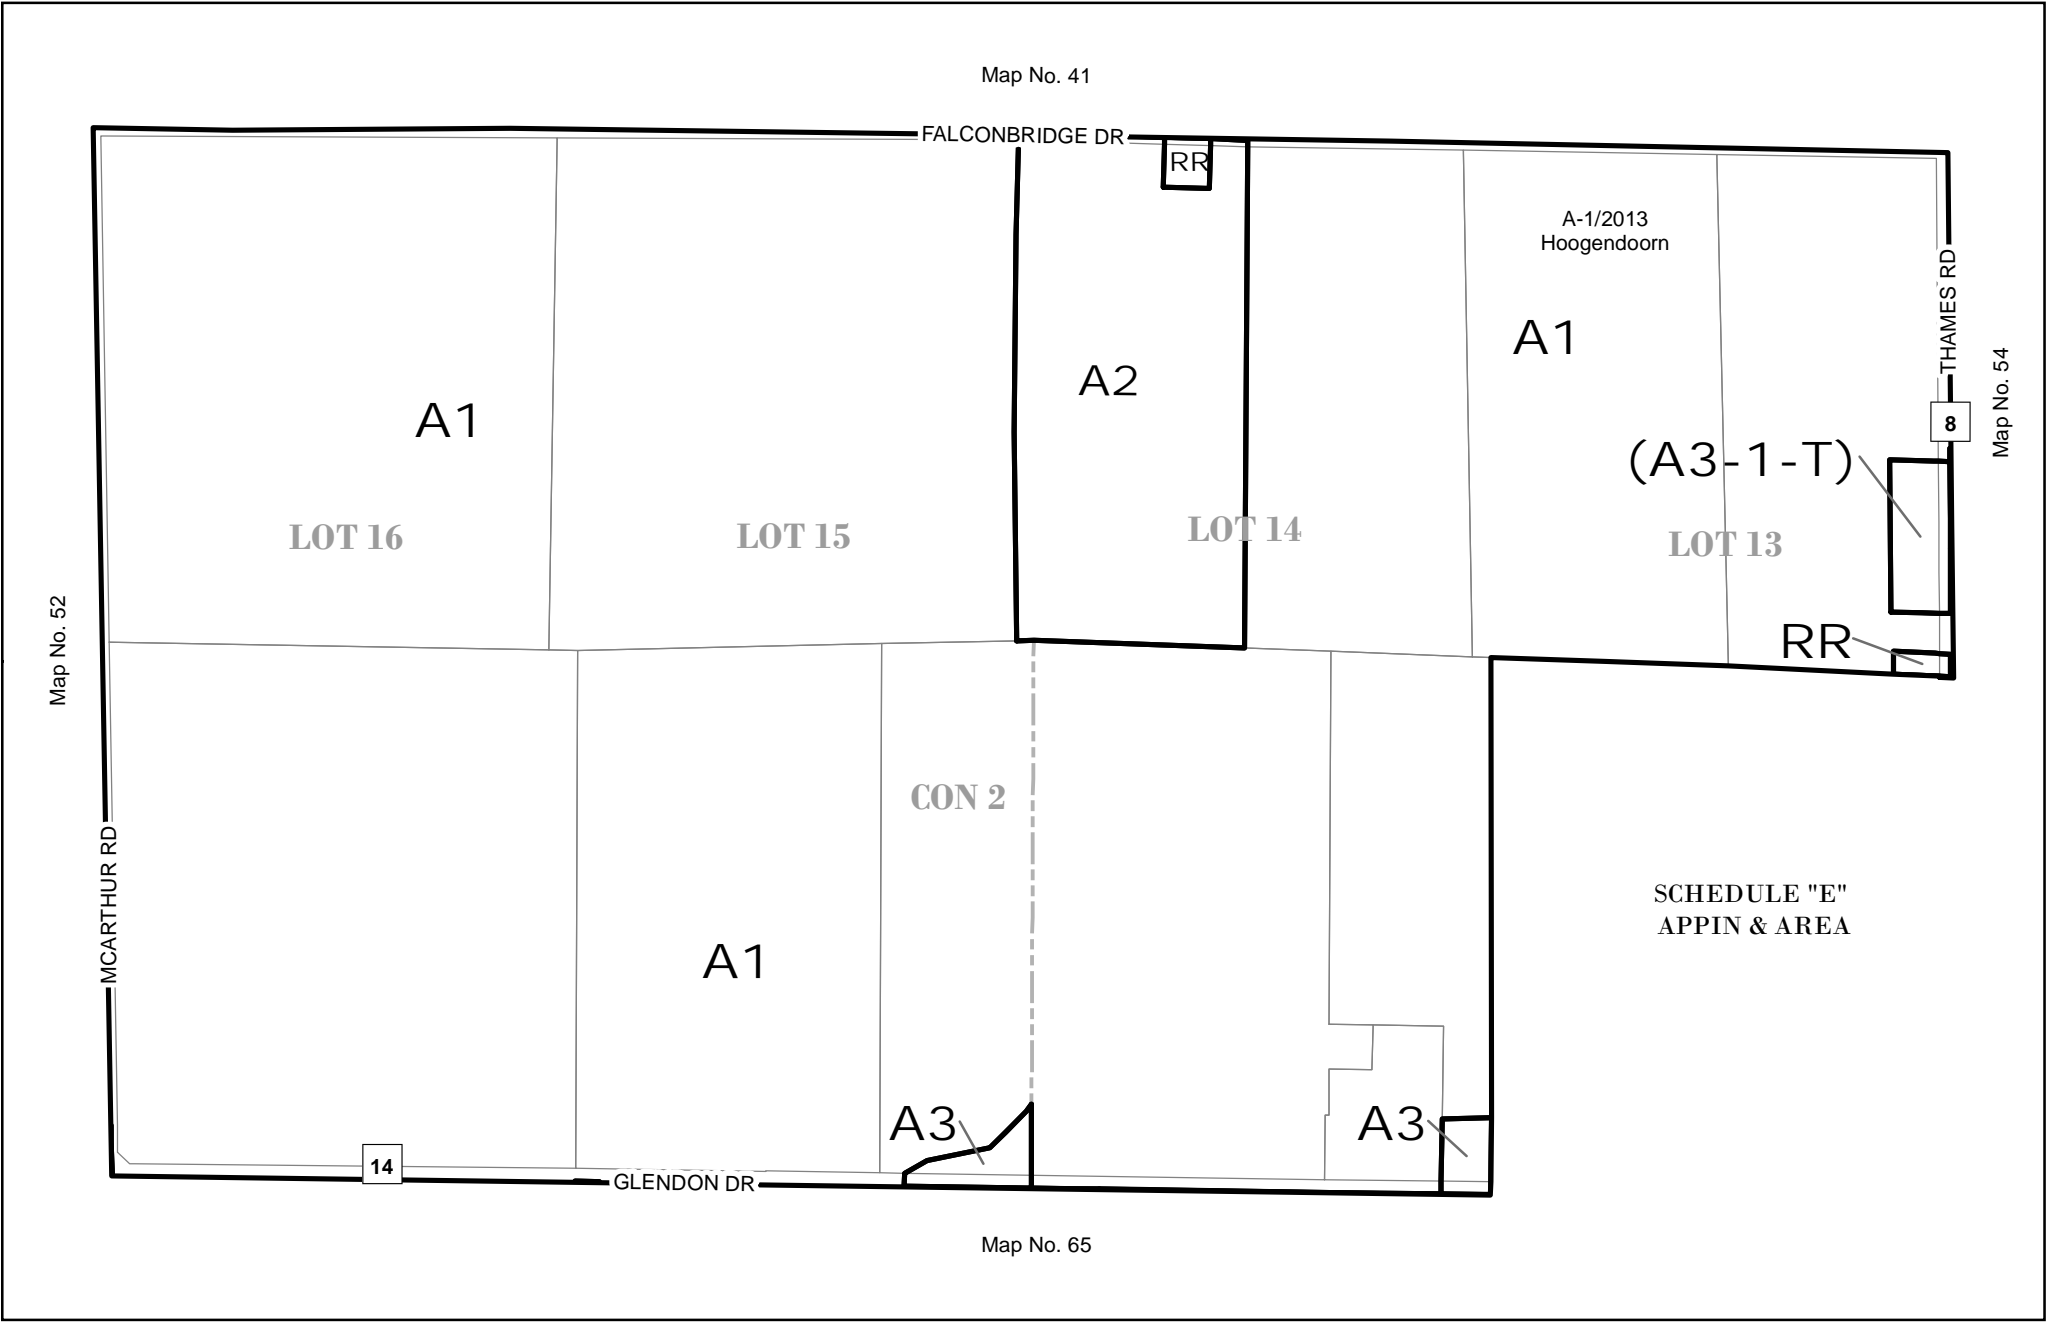 Map No. 41
FALCONBRIDGE DR
RR
A-1/2013
Hoogendoorn
THAMES RD
A1
A2
Map No. 54
A1
8
(A3-1-T)
LOT 16
LOT 15
LOT 14
LOT 13
Map No. 52
RR
CON 2
MCARTHUR RD
SCHEDULE "E"
APPIN & AREA
A1
A3
A3
14
GLENDON DR
Map No. 65